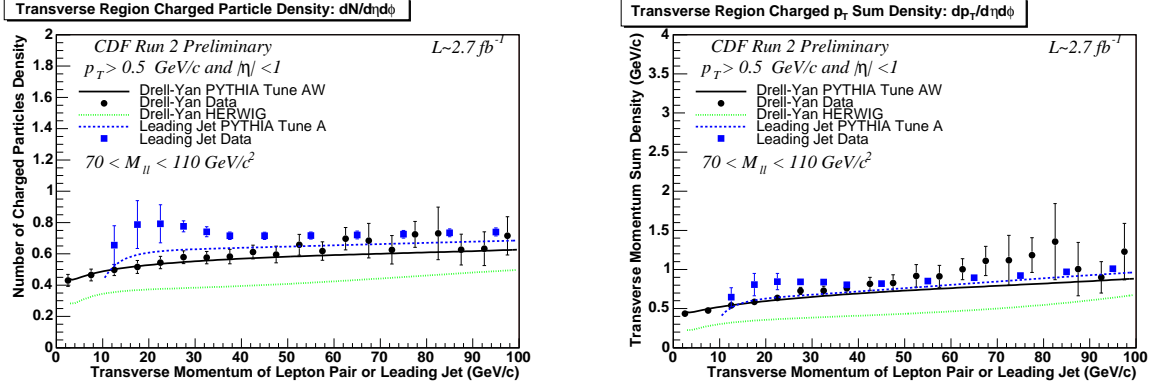 Transverse Region Charged Particle Density: dN/dηdϕ
Number of Charged Particles Density
2
1.8
1.6
1.4
1.2
1
0.8
0.6
0.4
0.2
0
CDF Run 2 Preliminary
L~2.7 fb⁻¹
p_T > 0.5 GeV/c and |η| <1
Drell-Yan PYTHIA Tune AW
Drell-Yan Data
Drell-Yan HERWIG
Leading Jet PYTHIA Tune A
Leading Jet Data
70 < M_ll < 110 GeV/c²
0 10 20 30 40 50 60 70 80 90 100
Transverse Momentum of Lepton Pair or Leading Jet (GeV/c)
Transverse Region Charged p_T Sum Density: dp_T/dηdϕ
Transverse Momentum Sum Density (GeV/c)
4
3.5
3
2.5
2
1.5
1
0.5
0
CDF Run 2 Preliminary
L~2.7 fb⁻¹
p_T > 0.5 GeV/c and |η| <1
Drell-Yan PYTHIA Tune AW
Drell-Yan Data
Drell-Yan HERWIG
Leading Jet PYTHIA Tune A
Leading Jet Data
70 < M_ll < 110 GeV/c²
0 10 20 30 40 50 60 70 80 90 100
Transverse Momentum of Lepton Pair or Leading Jet (GeV/c)